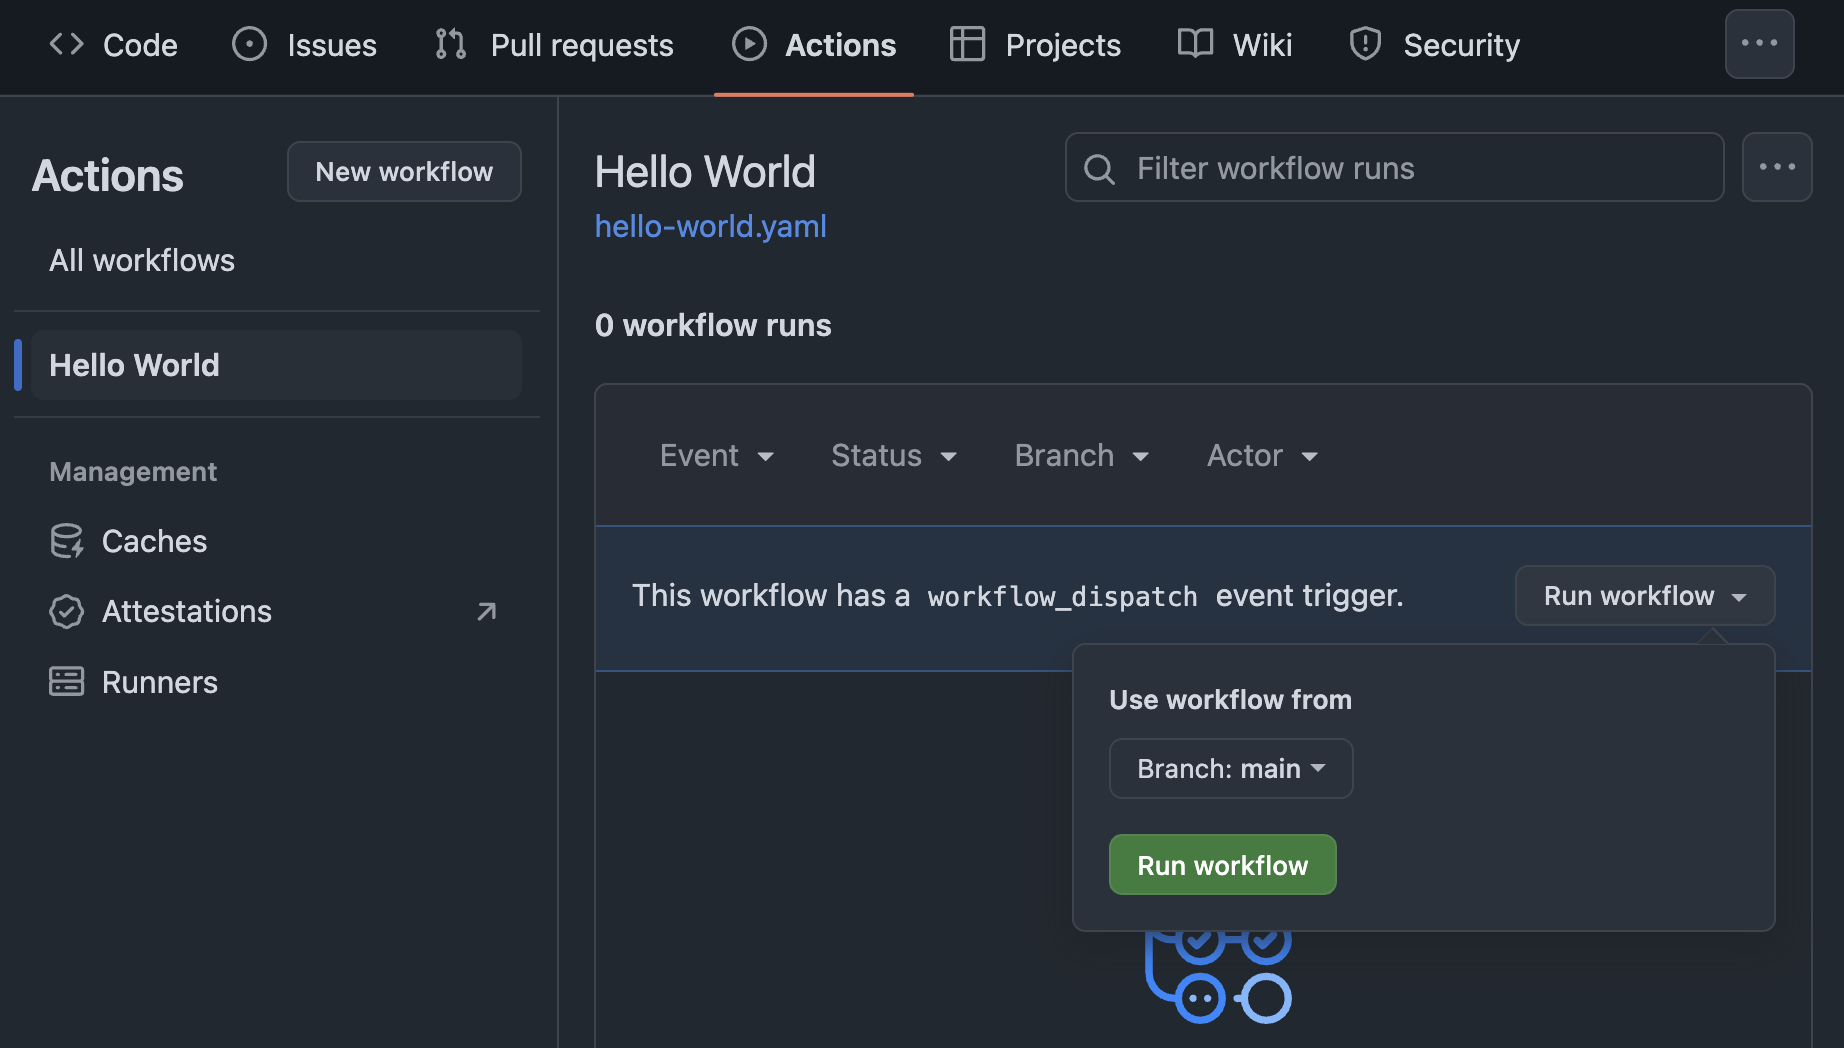 Code Issues Pull requests Actions Projects Wiki Security
Actions
New workflow
All workflows
Hello World
Management
Caches
Attestations
Runners
Hello World
Filter workflow runs
hello-world.yaml
0 workflow runs
Event Status Branch Actor
This workflow has a workflow_dispatch event trigger.
Run workflow
Use workflow from
Branch: main
Run workflow